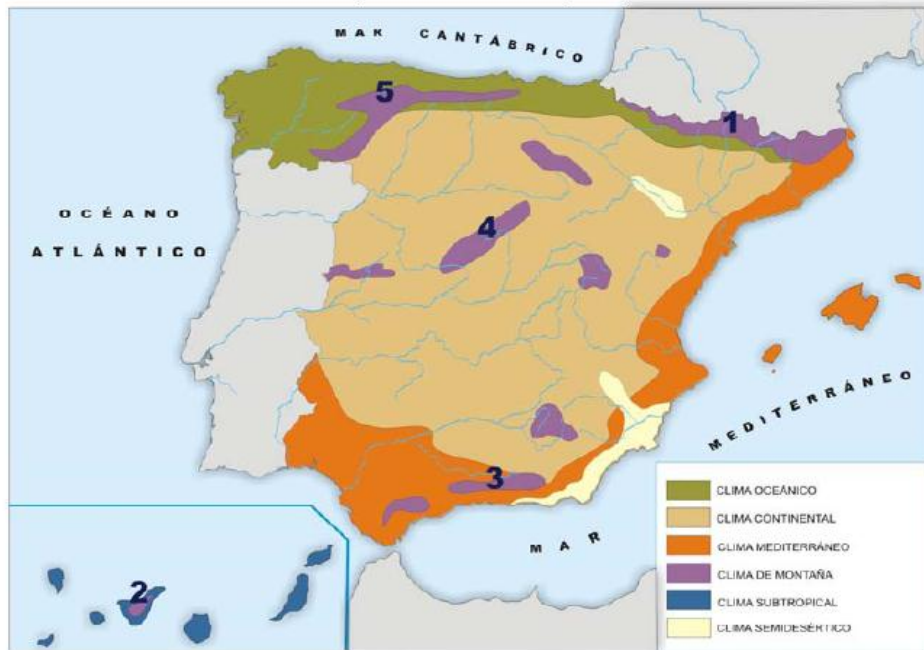 MAR CANTÁBRICO
5
1
OCÉANO
ATLÁNTICO
4
MEDITERRÁNEO
3
MAR
2
CLIMA OCEÁNICO
CLIMA CONTINENTAL
CLIMA MEDITERRÁNEO
CLIMA DE MONTAÑA
CLIMA SUBTROPICAL
CLIMA SEMIDESÉRTICO